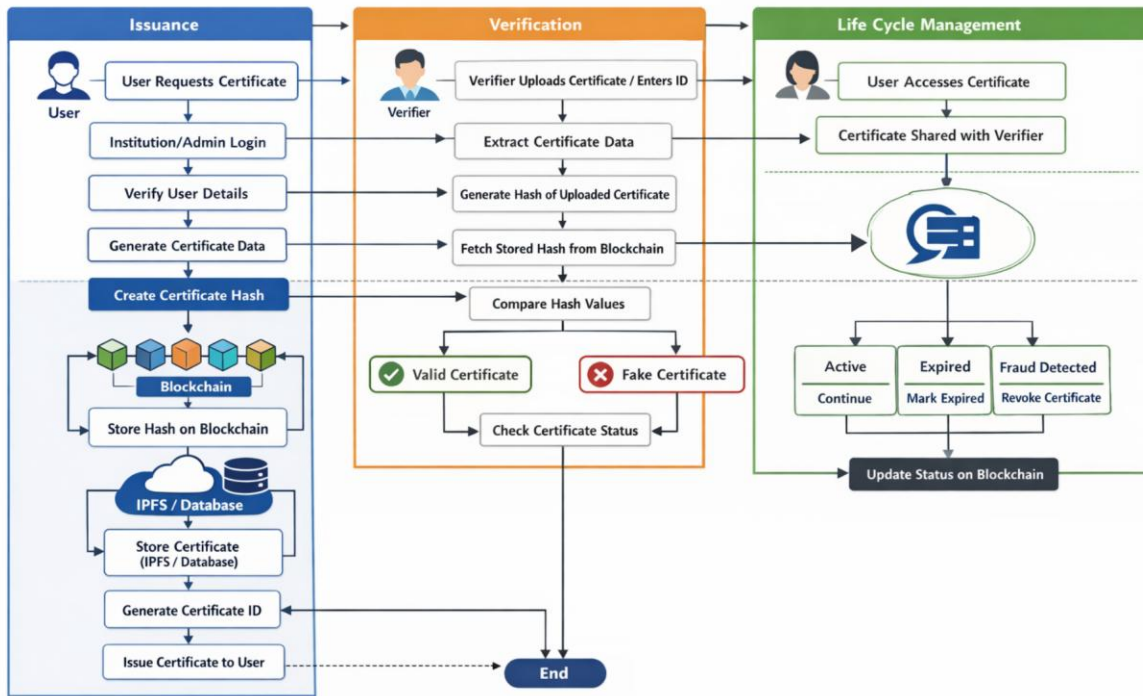 Issuance
User
User Requests Certificate
Institution/Admin Login
Verify User Details
Generate Certificate Data
Create Certificate Hash
Blockchain
Store Hash on Blockchain
IPFS / Database
Store Certificate
(IPFS / Database)
Generate Certificate ID
Issue Certificate to User
Verification
Verifier
Verifier Uploads Certificate / Enters ID
Extract Certificate Data
Generate Hash of Uploaded Certificate
Fetch Stored Hash from Blockchain
Compare Hash Values
Valid Certificate
Fake Certificate
Check Certificate Status
End
Life Cycle Management
User Accesses Certificate
Certificate Shared with Verifier
Active
Continue
Expired
Mark Expired
Fraud Detected
Revoke Certificate
Update Status on Blockchain